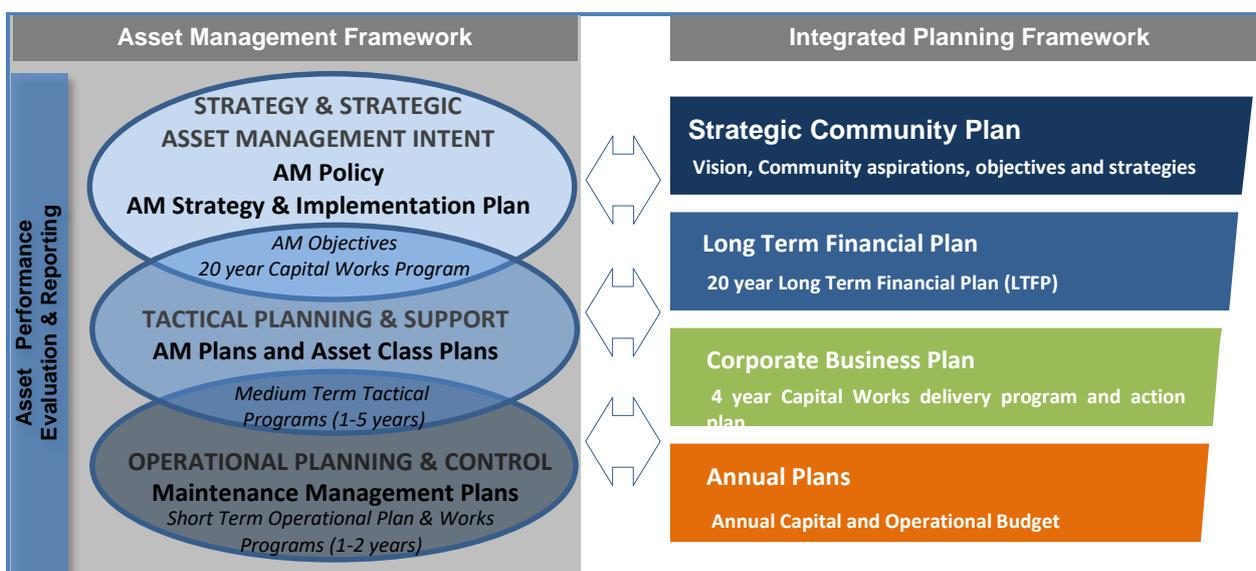 Asset Management Framework
Asset Performance
Evaluation & Reporting
STRATEGY & STRATEGIC
ASSET MANAGEMENT INTENT
AM Policy
AM Strategy & Implementation Plan
AM Objectives
20 year Capital Works Program
TACTICAL PLANNING & SUPPORT
AM Plans and Asset Class Plans
Medium Term Tactical
Programs (1-5 years)
OPERATIONAL PLANNING & CONTROL
Maintenance Management Plans
Short Term Operational Plan & Works
Programs (1-2 years)
Integrated Planning Framework
Strategic Community Plan
Vision, Community aspirations, objectives and strategies
Long Term Financial Plan
20 year Long Term Financial Plan (LTFP)
Corporate Business Plan
4 year Capital Works delivery program and action
plan
Annual Plans
Annual Capital and Operational Budget